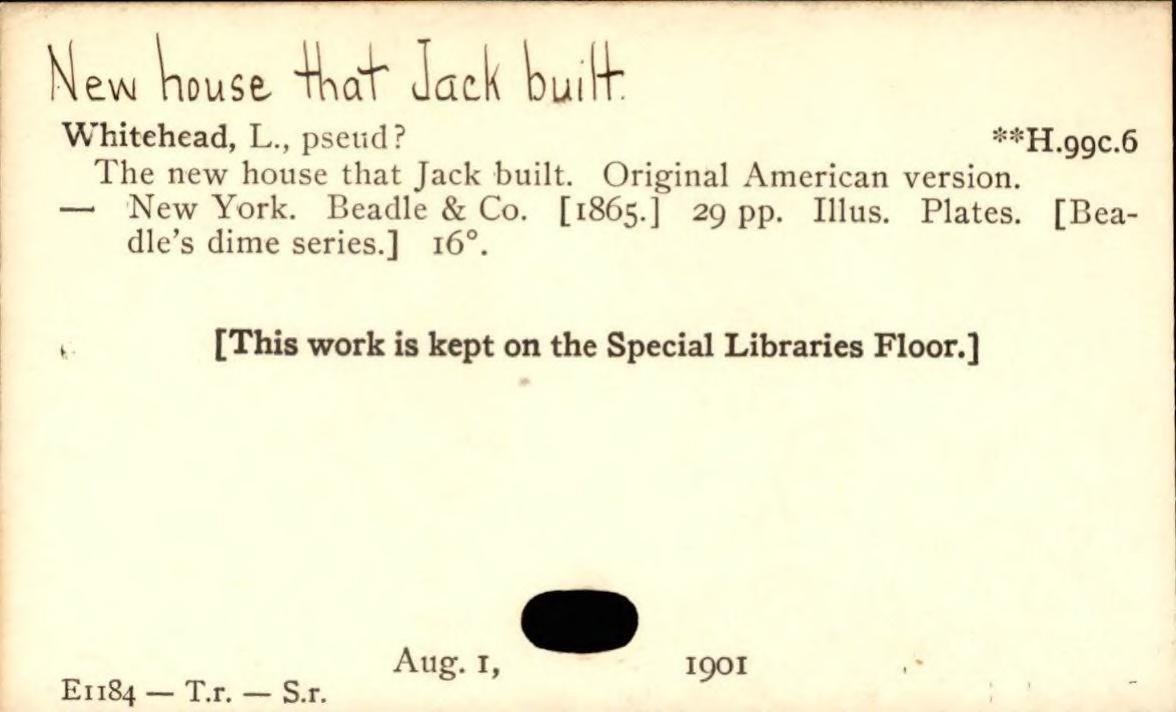 New house that Jack built.
Whitehead, L., pseud? **H.99c.6
The new house that Jack built. Original American version.
— New York. Beadle & Co. [1865.] 29 pp. Illus. Plates. [Bea-
dle's dime series.] 16°.
[This work is kept on the Special Libraries Floor.]
Aug. 1, 1901
E1184 — T.r. — S.r.